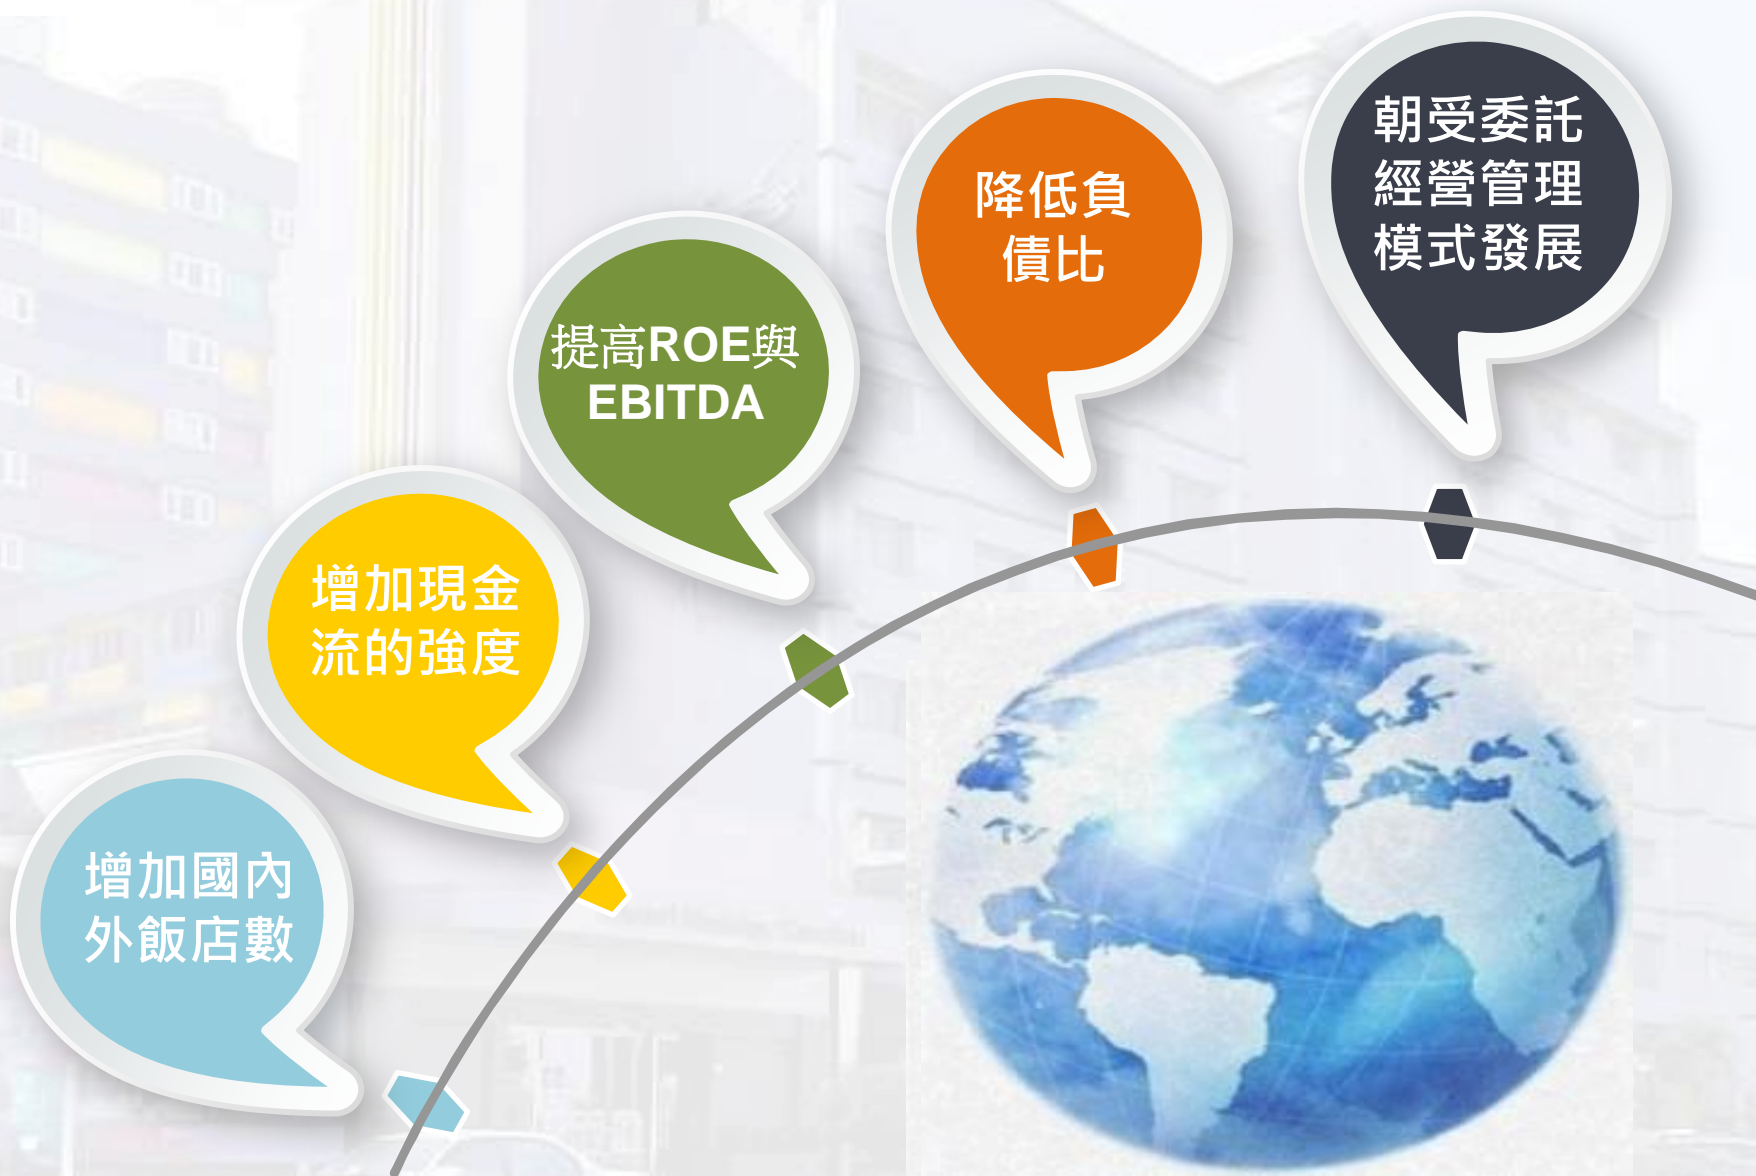 增加國內
外飯店數
增加現金
流的強度
提高ROE與
EBITDA
降低負
債比
朝受委託
經營管理
模式發展